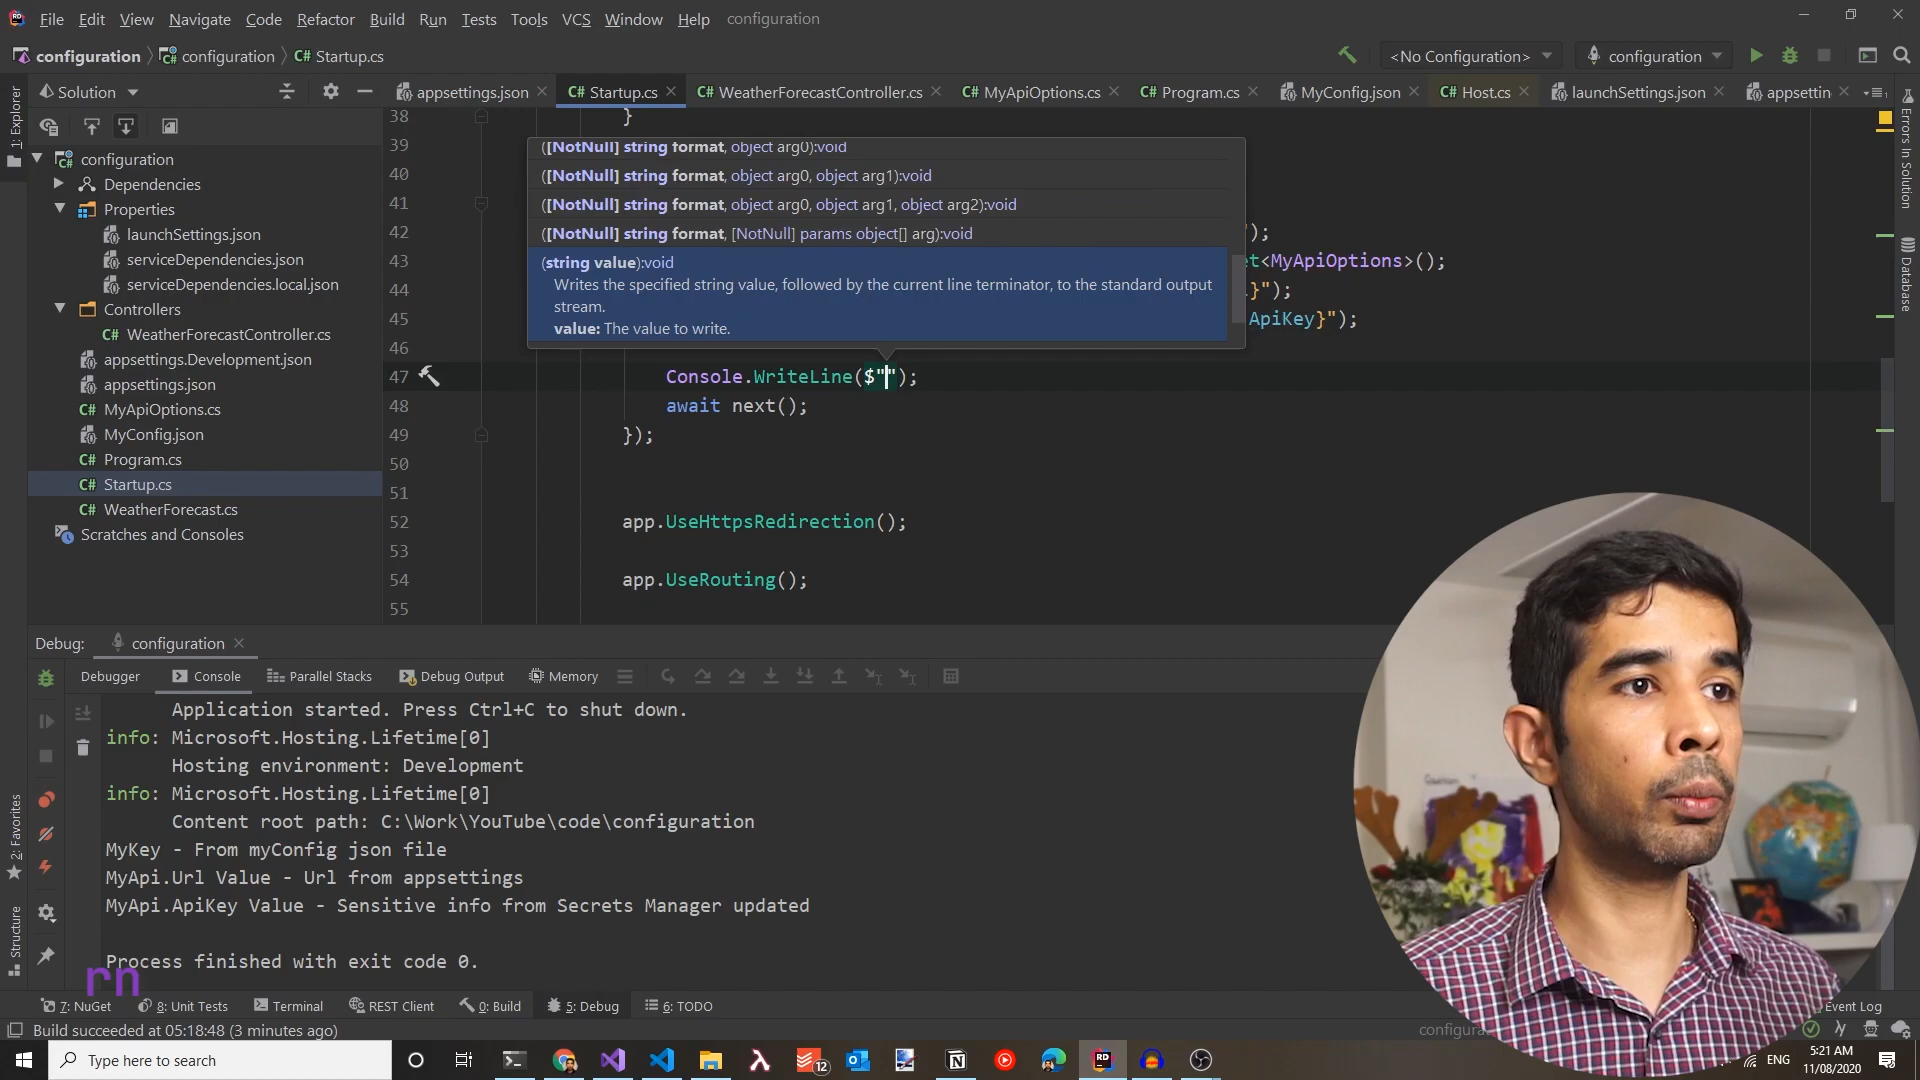 File Edit View Navigate Code Refactor Build Run Tests Tools VCS Window Help configuration
configuration configuration C# Startup.cs
<No Configuration> configuration
1: Explorer
Solution
appsettings.json
C# Startup.cs
C# WeatherForecastController.cs
C# MyApiOptions.cs
C# Program.cs
MyConfig.json
C# Host.cs
launchSettings.json
appsettin
configuration
Dependencies
Properties
launchSettings.json
serviceDependencies.json
serviceDependencies.local.json
Controllers
C# WeatherForecastController.cs
appsettings.Development.json
appsettings.json
C# MyApiOptions.cs
MyConfig.json
C# Program.cs
C# Startup.cs
C# WeatherForecast.cs
Scratches and Consoles
38 }
39
40
41
42 ");
43 et<MyApiOptions>();
44 }");
45 ApiKey}");
46
47 Console.WriteLine($"");
48 await next();
49 });
50
51
52 app.UseHttpsRedirection();
53
54 app.UseRouting();
55
([NotNull] string format, object arg0):void
([NotNull] string format, object arg0, object arg1):void
([NotNull] string format, object arg0, object arg1, object arg2):void
([NotNull] string format, [NotNull] params object[] arg):void
(string value):void
Writes the specified string value, followed by the current line terminator, to the standard output
stream.
value: The value to write.
Errors In Solution
Database
Debug: configuration
Debugger Console Parallel Stacks Debug Output Memory
Application started. Press Ctrl+C to shut down.
info: Microsoft.Hosting.Lifetime[0]
Hosting environment: Development
info: Microsoft.Hosting.Lifetime[0]
Content root path: C:\Work\YouTube\code\configuration
MyKey - From myConfig json file
MyApi.Url Value - Url from appsettings
MyApi.ApiKey Value - Sensitive info from Secrets Manager updated
Process finished with exit code 0.
2: Favorites
Structure
rn
7: NuGet 8: Unit Tests Terminal REST Client 0: Build 5: Debug 6: TODO Event Log
Build succeeded at 05:18:48 (3 minutes ago)
Type here to search
12
RD
ENG
5:21 AM
11/08/2020